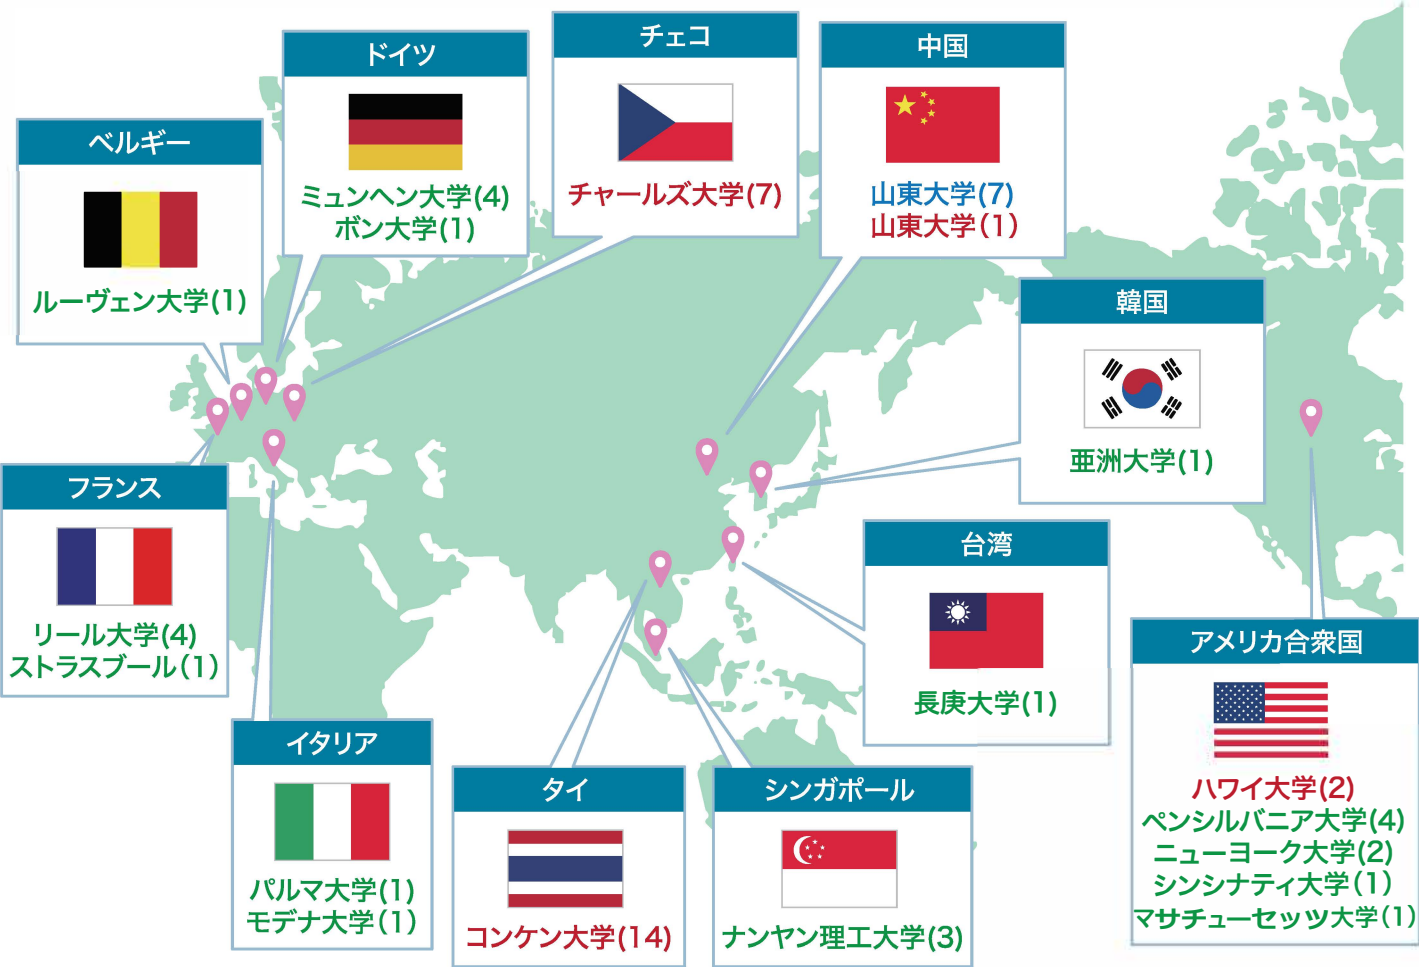 ベルギー
ルーヴェン大学(1)
ドイツ
ミュンヘン大学(4)
ボン大学(1)
チェコ
チャールズ大学(7)
中国
山東大学(7)
山東大学(1)
韓国
亜洲大学(1)
フランス
リール大学(4)
ストラスブール(1)
台湾
長庚大学(1)
イタリア
パルマ大学(1)
モデナ大学(1)
タイ
コンケン大学(14)
シンガポール
ナンヤン理工大学(3)
アメリカ合衆国
ハワイ大学(2)
ペンシルバニア大学(4)
ニューヨーク大学(2)
シンシナティ大学(1)
マサチューセッツ大学(1)